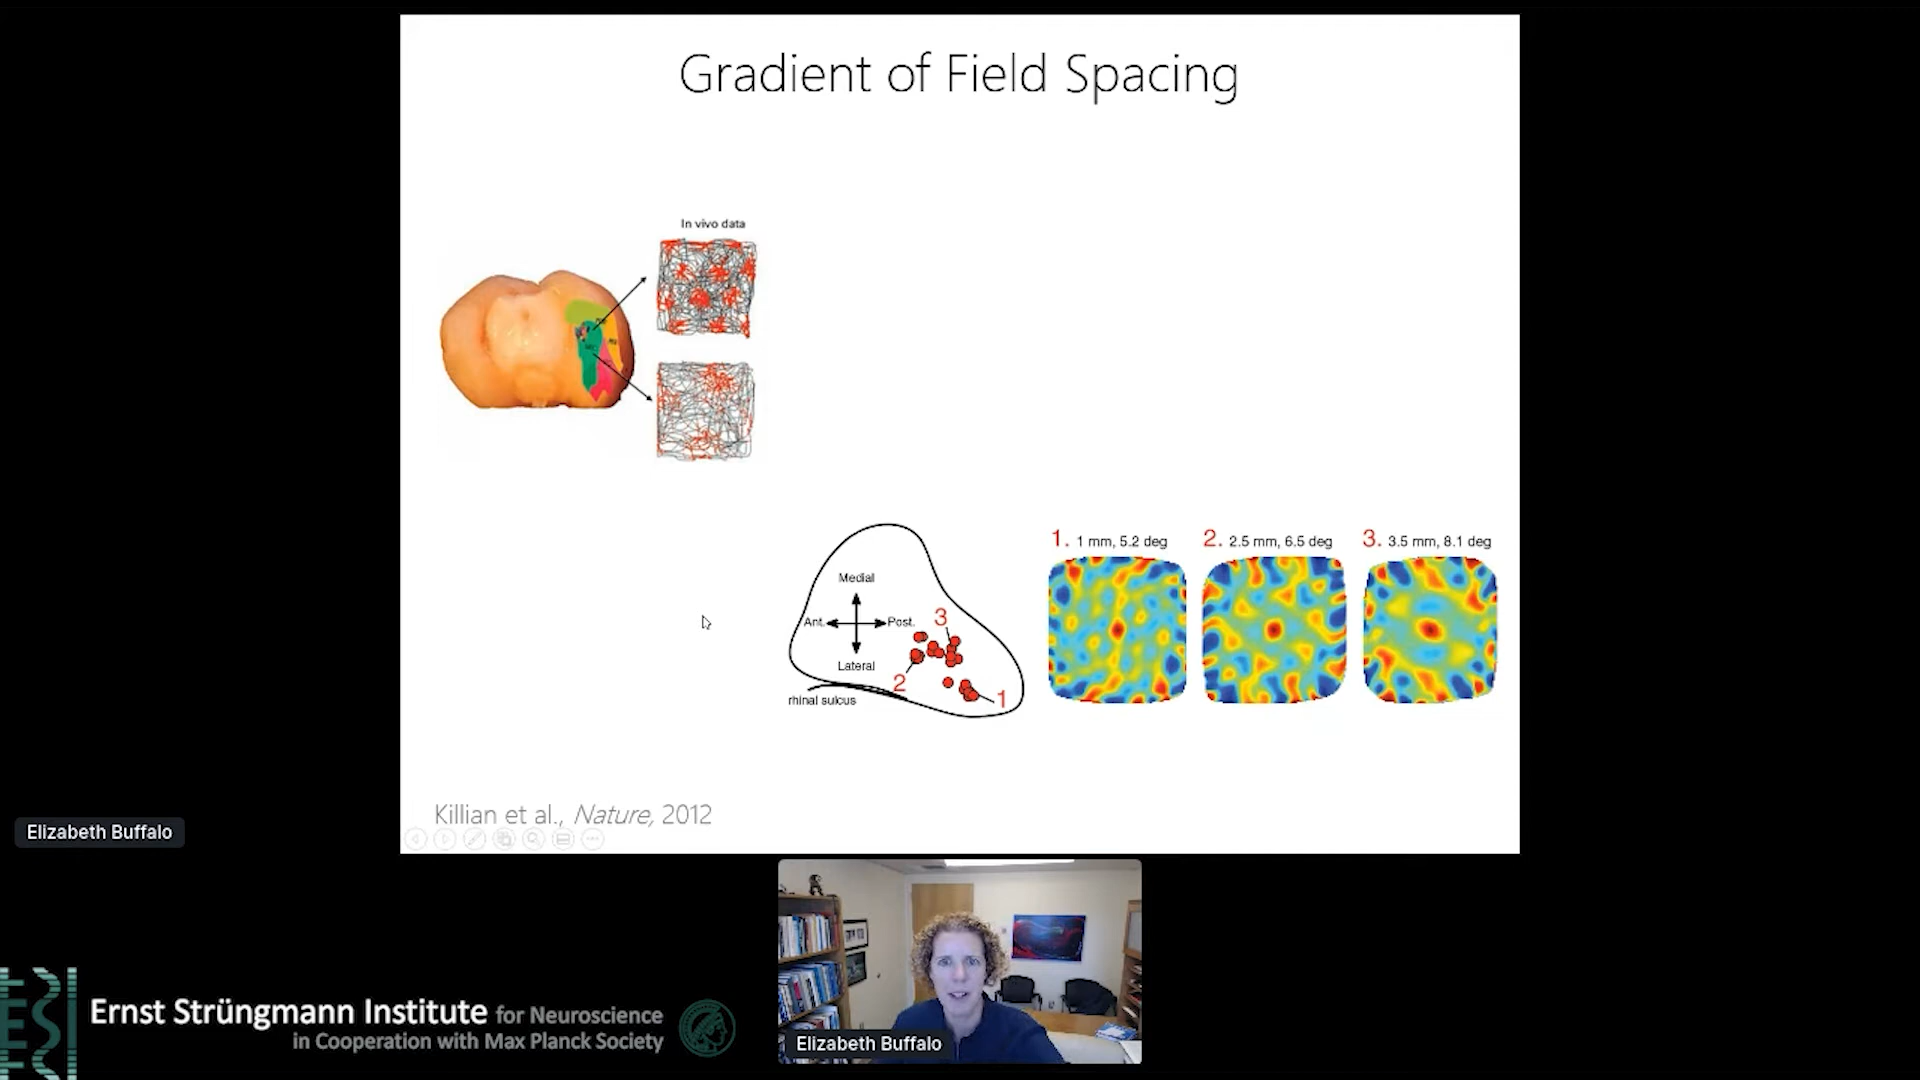 Gradient of Field Spacing
In vivo data
Medial
Ant.
Post.
Lateral
rhinal sulcus
3
2
1
1. 1 mm, 5.2 deg
2. 2.5 mm, 6.5 deg
3. 3.5 mm, 8.1 deg
Killian et al., Nature, 2012
Elizabeth Buffalo
Elizabeth Buffalo
ESI
Ernst Strüngmann Institute for Neuroscience
in Cooperation with Max Planck Society